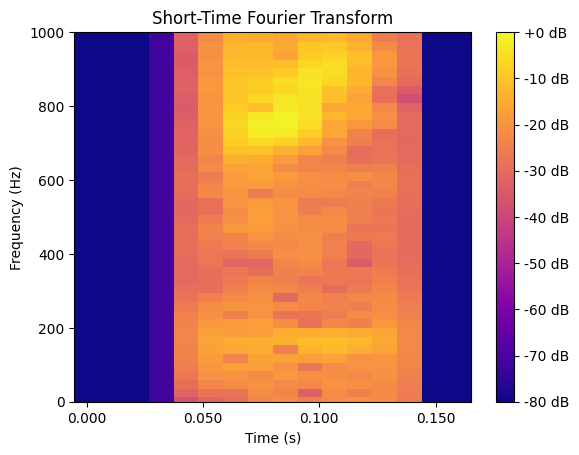 Short-Time Fourier Transform
1000
800
600
400
200
0
Frequency (Hz)
0.000
0.050
0.100
0.150
Time (s)
+0 dB
-10 dB
-20 dB
-30 dB
-40 dB
-50 dB
-60 dB
-70 dB
-80 dB